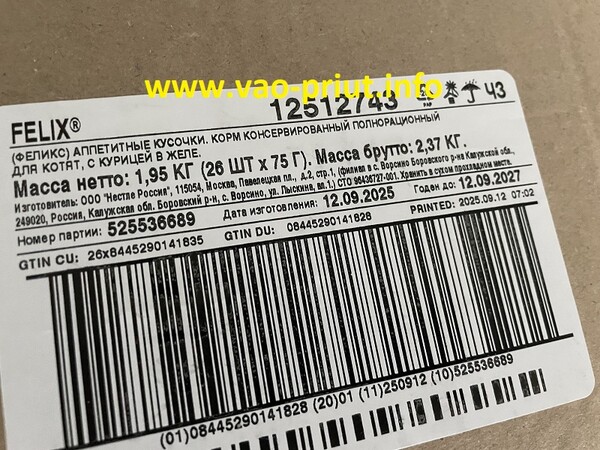 www.vao-priut.info
12512743
PAP
ЧЗ
FELIX®
(ФЕЛИКС) АППЕТИТНЫЕ КУСОЧКИ. КОРМ КОНСЕРВИРОВАННЫЙ ПОЛНОРАЦИОННЫЙ
ДЛЯ КОТЯТ, С КУРИЦЕЙ В ЖЕЛЕ.
Масса нетто: 1,95 КГ (26 ШТ х 75 Г). Масса брутто: 2,37 КГ.
Изготовитель: ООО "Нестле Россия", 115054, Москва, Павелецкая пл., д.2, стр.1, (филиал в с. Ворсино Боровского р-на Калужской обл.,
249020, Россия, Калужская обл. Боровский р-н, с. Ворсино, ул. Лыскина, вл.1,) СТО 96436727-001. Хранить в сухом прохладном месте.
Номер партии: 525536689 Дата изготовления: 12.09.2025 Годен до: 12.09.2027
GTIN CU: 26x8445290141835 GTIN DU: 08445290141828 PRINTED: 2025.09.12 07:02
(01)08445290141828 (20)01 (11)250912 (10)525536689